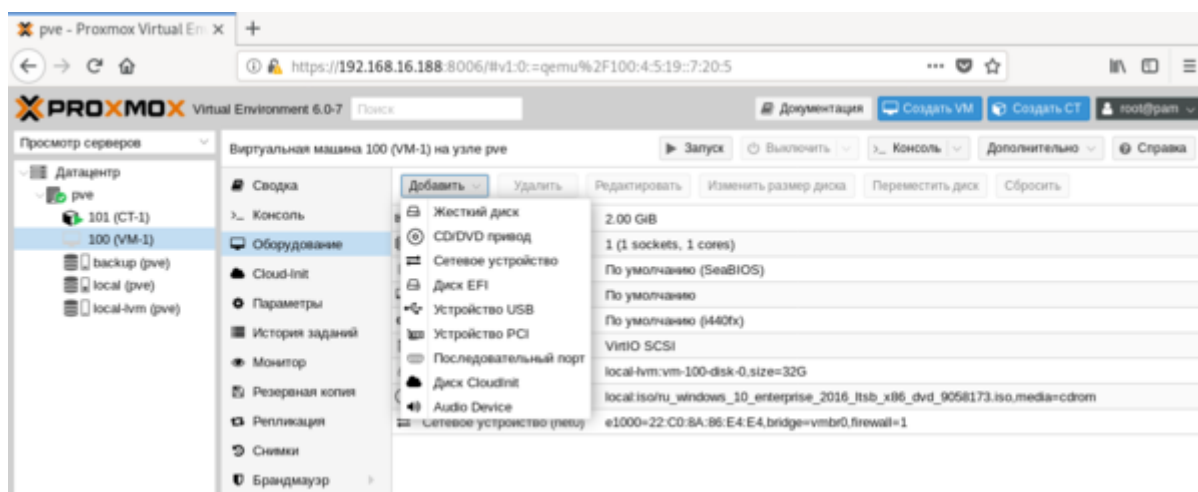 pve - Proxmox Virtual En
https://192.168.16.188:8006/#v1:0:=qemu%2F100:4:5:19::7:20:5
PROXMOX Virtual Environment 6.0-7 Поиск Документация Создать VM Создать CT root@pam
Просмотр серверов
Датацентр
pve
101 (CT-1)
100 (VM-1)
backup (pve)
local (pve)
local-lvm (pve)
Виртуальная машина 100 (VM-1) на узле pve Запуск Выключить Консоль Дополнительно Справка
Сводка
Консоль
Оборудование
Cloud-Init
Параметры
История заданий
Монитор
Резервная копия
Репликация
Снимки
Брандмауэр
Добавить Удалить Редактировать Изменить размер диска Переместить диск Сбросить
Жесткий диск
CD/DVD привод
Сетевое устройство
Диск EFI
Устройство USB
Устройство PCI
Последовательный порт
Диск CloudInit
Audio Device
2.00 GiB
1 (1 sockets, 1 cores)
По умолчанию (SeaBIOS)
По умолчанию
По умолчанию (i440fx)
VirtIO SCSI
local-lvm:vm-100-disk-0,size=32G
local:iso/ru_windows_10_enterprise_2016_ltsb_x86_dvd_9058173.iso,media=cdrom
Сетевое устройство (net0) e1000=22:C0:8A:86:E4:E4,bridge=vmbr0,firewall=1